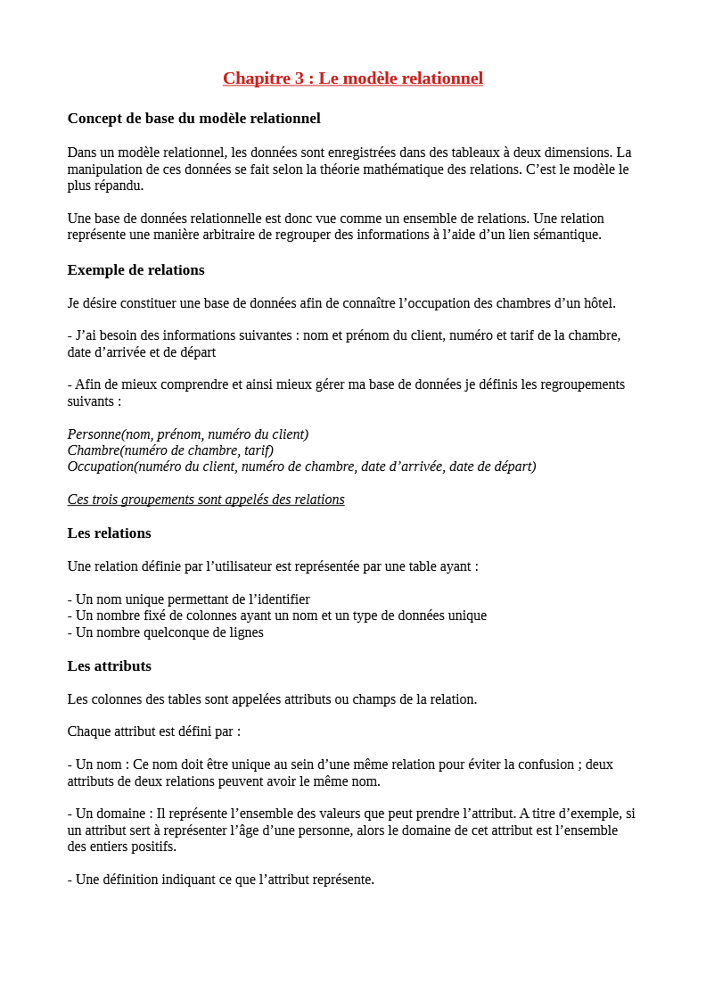 Chapitre 3 : Le modèle relationnel
Concept de base du modèle relationnel
Dans un modèle relationnel, les données sont enregistrées dans des tableaux à deux dimensions. La
manipulation de ces données se fait selon la théorie mathématique des relations. C’est le modèle le
plus répandu.
Une base de données relationnelle est donc vue comme un ensemble de relations. Une relation
représente une manière arbitraire de regrouper des informations à l’aide d’un lien sémantique.
Exemple de relations
Je désire constituer une base de données afin de connaître l’occupation des chambres d’un hôtel.
- J’ai besoin des informations suivantes : nom et prénom du client, numéro et tarif de la chambre,
date d’arrivée et de départ
- Afin de mieux comprendre et ainsi mieux gérer ma base de données je définis les regroupements
suivants :
Personne(nom, prénom, numéro du client)
Chambre(numéro de chambre, tarif)
Occupation(numéro du client, numéro de chambre, date d’arrivée, date de départ)
Ces trois groupements sont appelés des relations
Les relations
Une relation définie par l’utilisateur est représentée par une table ayant :
- Un nom unique permettant de l’identifier
- Un nombre fixé de colonnes ayant un nom et un type de données unique
- Un nombre quelconque de lignes
Les attributs
Les colonnes des tables sont appelées attributs ou champs de la relation.
Chaque attribut est défini par :
- Un nom : Ce nom doit être unique au sein d’une même relation pour éviter la confusion ; deux
attributs de deux relations peuvent avoir le même nom.
- Un domaine : Il représente l’ensemble des valeurs que peut prendre l’attribut. A titre d’exemple, si
un attribut sert à représenter l’âge d’une personne, alors le domaine de cet attribut est l’ensemble
des entiers positifs.
- Une définition indiquant ce que l’attribut représente.